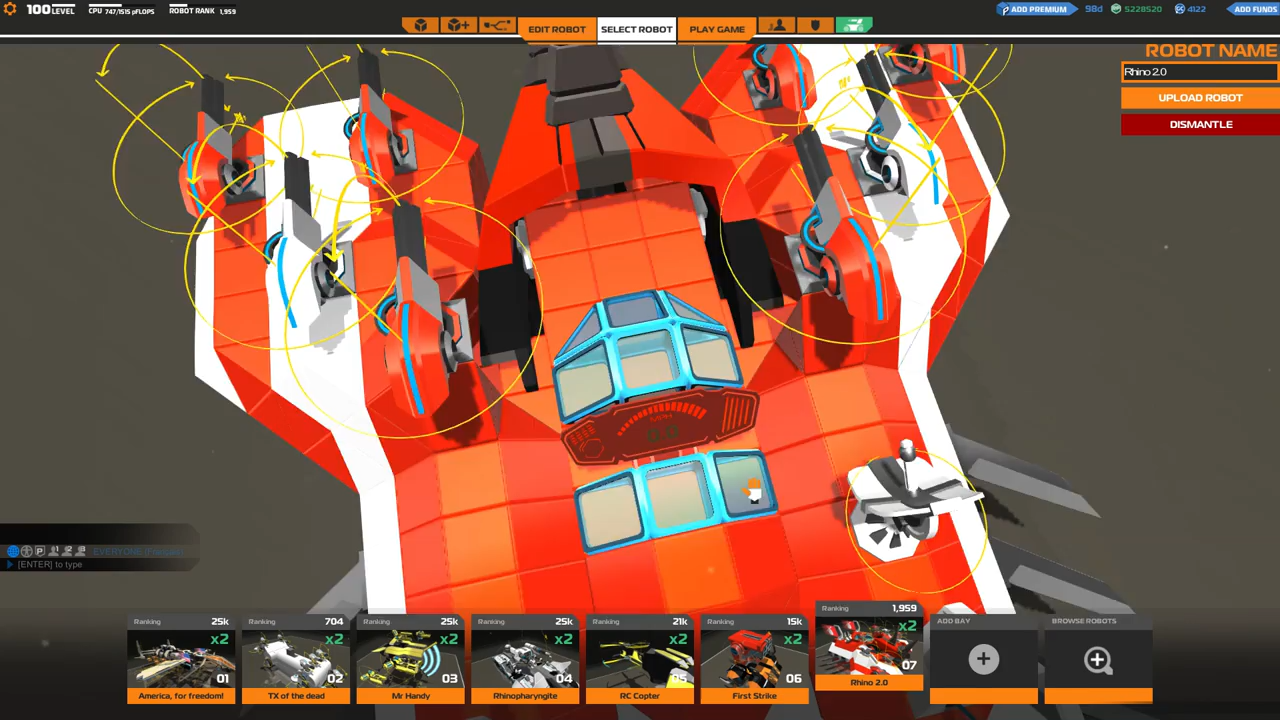 100 LEVEL
CPU 747/1515 pFLOPS
ROBOT RANK 1,959
ADD PREMIUM
98d
5228520
4122
ADD FUNDS
EDIT ROBOT
SELECT ROBOT
PLAY GAME
ROBOT NAME
Rhino 2.0
UPLOAD ROBOT
DISMANTLE
MPH
EVERYONE
[ENTER] to type
Ranking 25k
x2
01
America, for freedom!
Ranking 704
x2
02
TX of the dead
Ranking 25k
x2
03
Mr Handy
Ranking 25k
x2
04
Rhinopharyngite
Ranking 21k
x2
05
RC Copter
Ranking 15k
x2
06
First Strike
Ranking 1,959
x2
07
Rhino 2.0
ADD BAY
BROWSE ROBOTS